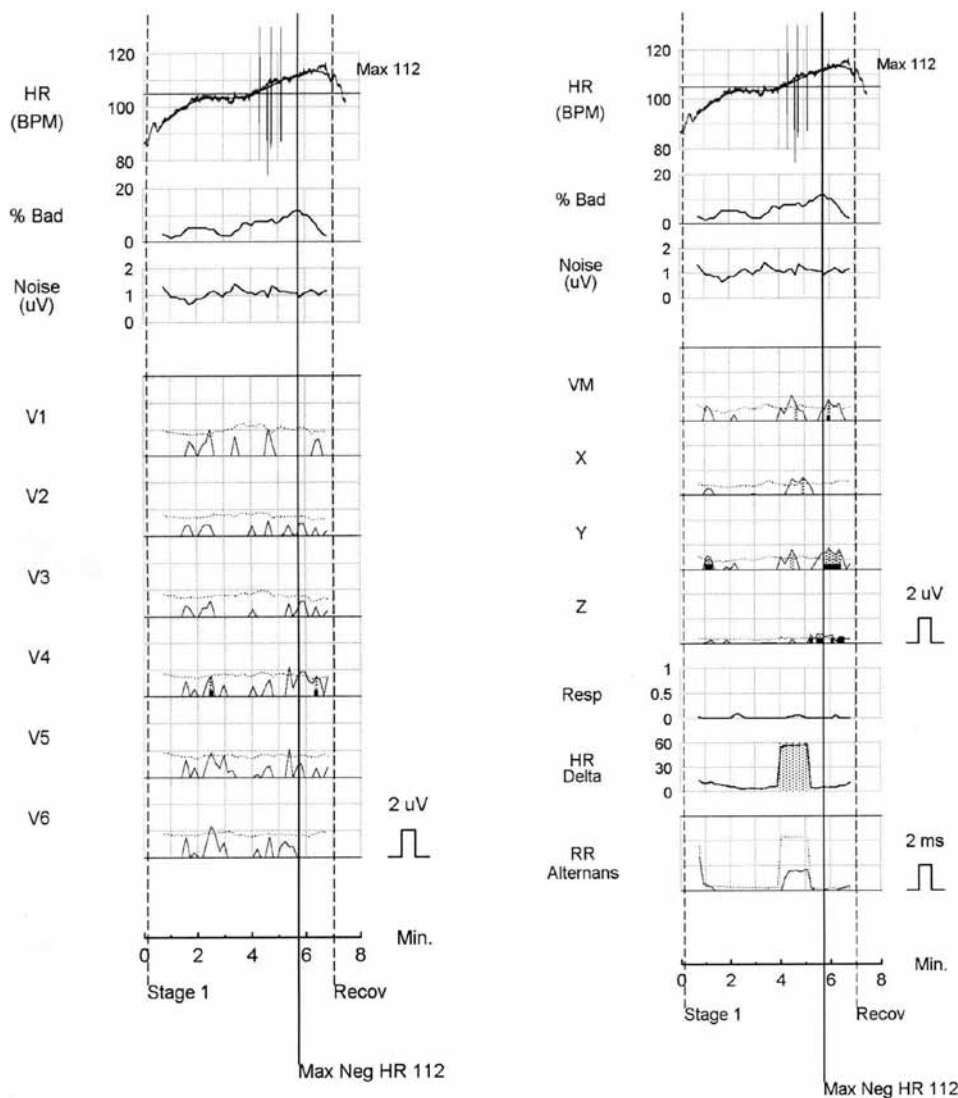 120
HR
Max 112
100
(BPM)
80
20
% Bad
0
2
Noise
1
(uV)
0
V1
V2
V3
V4
V5
V6
2 uV
0 2 4 6 8
Min.
Stage 1
Recov
Max Neg HR 112
120
HR
Max 112
100
(BPM)
80
20
% Bad
0
2
Noise
1
(uV)
0
VM
X
Y
Z
2 uV
1
Resp
0.5
0
60
HR
30
Delta
0
RR
Alternans
2 ms
0 2 4 6 8
Min.
Stage 1
Recov
Max Neg HR 112